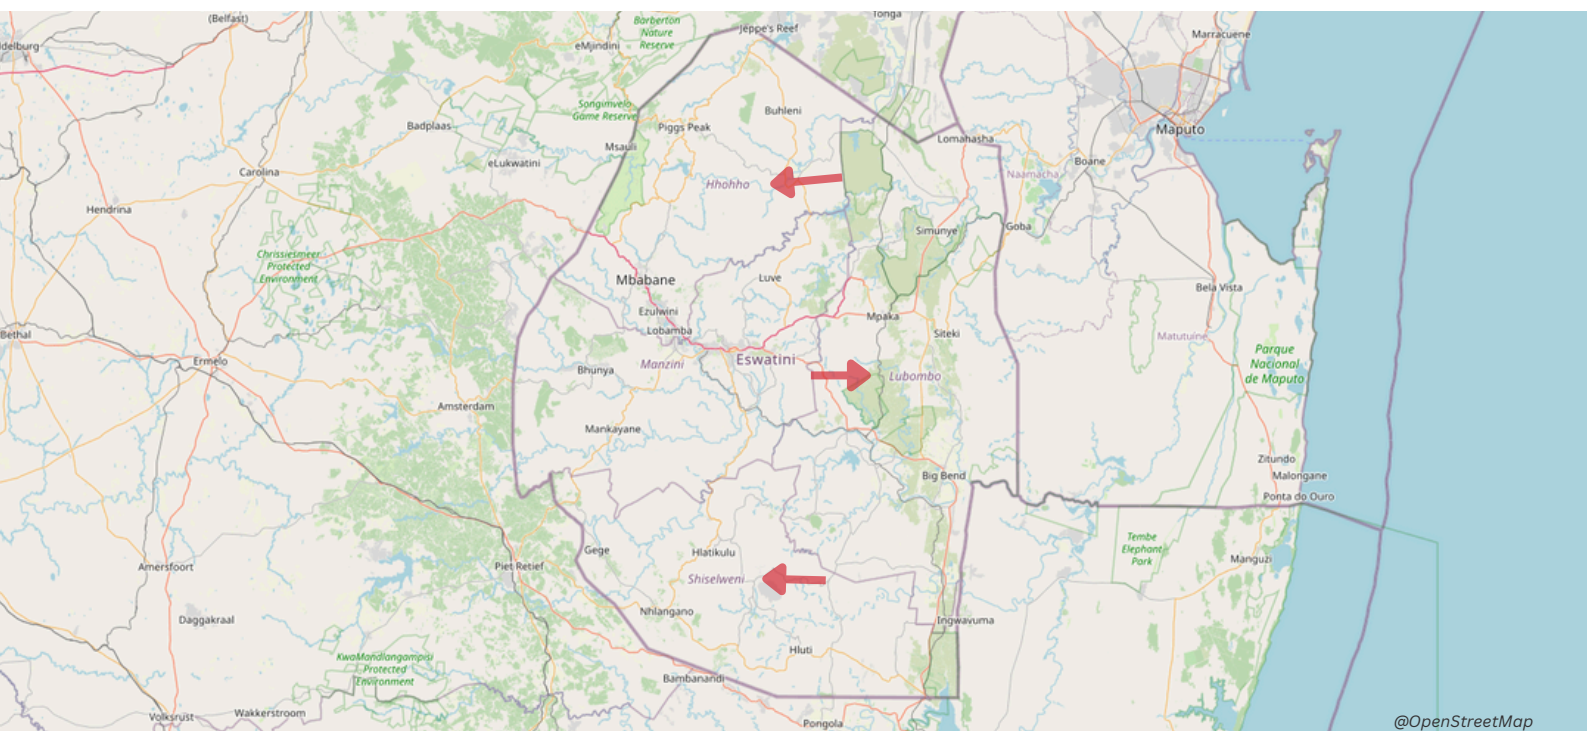 (Belfast)
Barberton
Nature
Reserve
Jeppe's Reef
Tonga
Marracuene
eMjindini
Songimvelo
Game Reserve
Buhleni
Badplaas
Piggs Peak
Maputo
Lomahasha
Msauli
eLukwatini
Boane
Carolina
Naamacha
Hhohho
Hendrina
Simunye
Goba
Chrissiesmeer
Protected
Environment
Mbabane
Luve
Bela Vista
Ezulwini
Mpaka
Lobamba
Siteki
Bethal
Matutuíne
Parque
Nacional
de Maputo
Ermelo
Manzini
Eswatini
Bhunya
Lubombo
Amsterdam
Mankayane
Zitundo
Big Bend
Malongane
Ponta do Ouro
Tembe
Elephant
Park
Gege
Hlatikulu
Manguzi
Amersfoort
Piet Retief
Shiselweni
Nhlangano
Daggakraal
Ingwavuma
KwaMandlangampisi
Protected
Environment
Hluti
Bambanandi
Volksrust
Wakkerstroom
Pongola
@OpenStreetMap